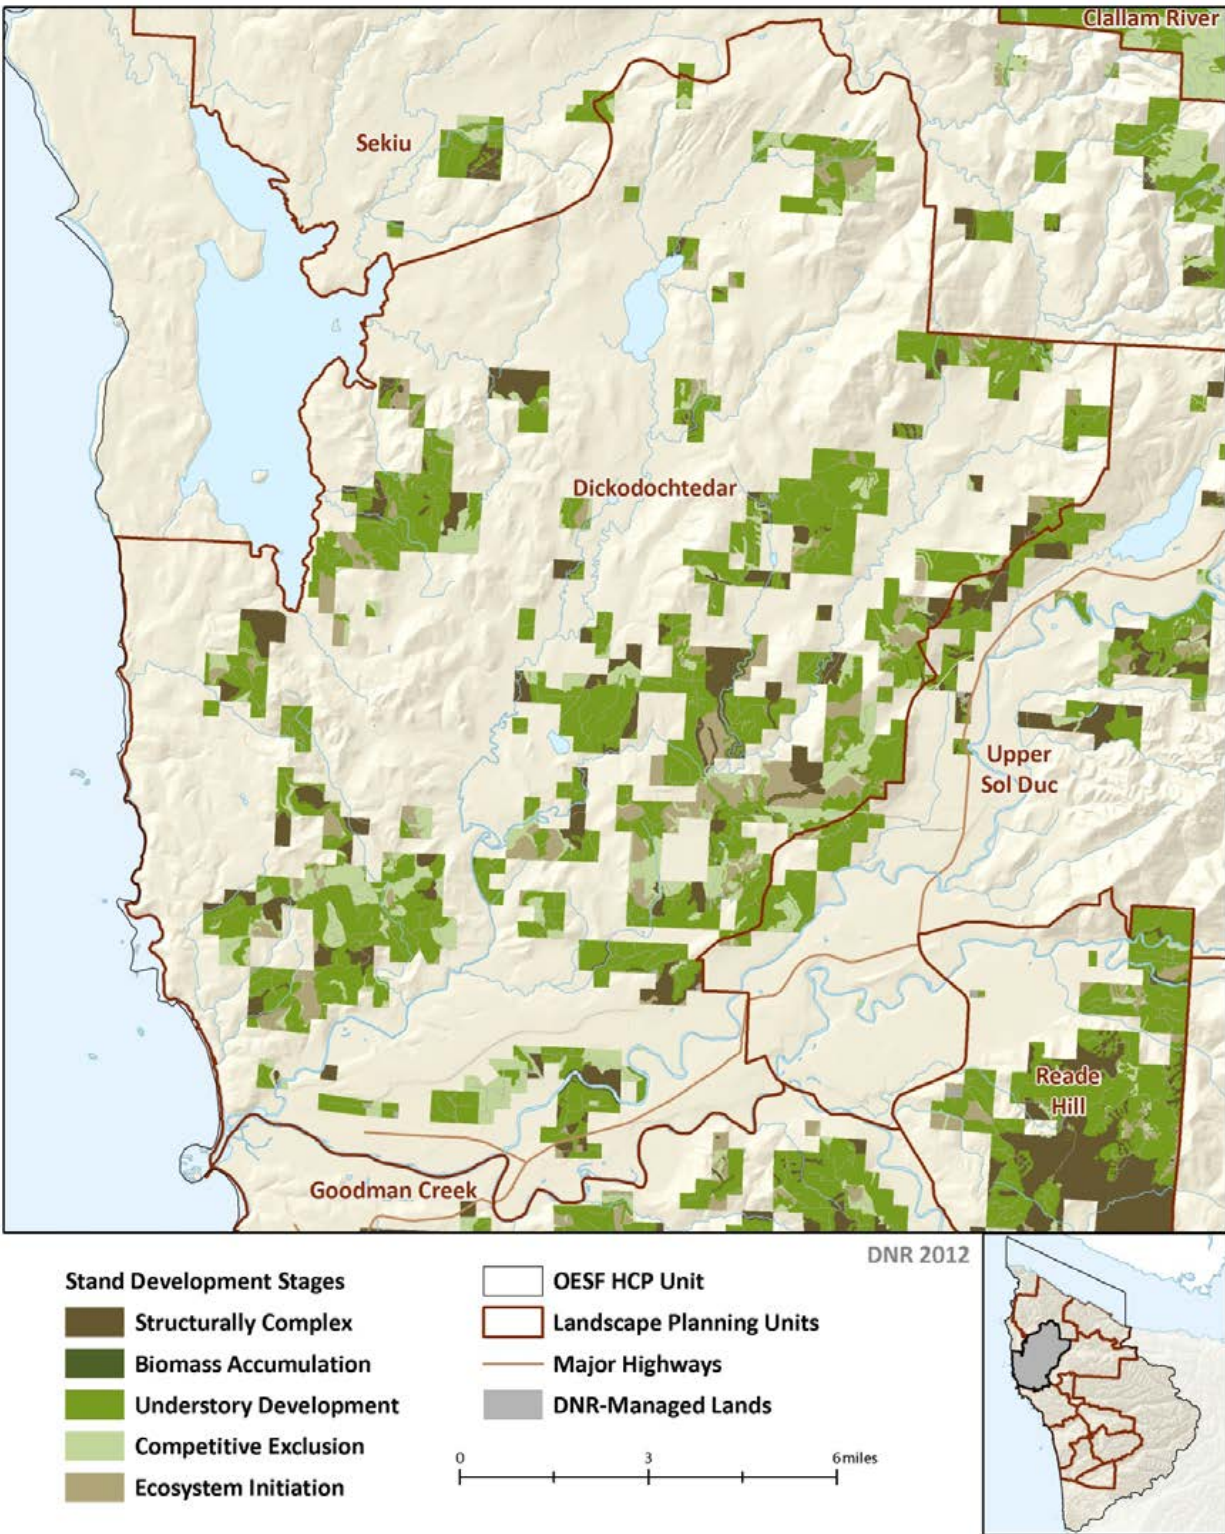 Clallam River
Sekiu
Dickodochtedar
Upper
Sol Duc
Reade
Hill
Goodman Creek
DNR 2012
Stand Development Stages
Structurally Complex
Biomass Accumulation
Understory Development
Competitive Exclusion
Ecosystem Initiation
OESF HCP Unit
Landscape Planning Units
Major Highways
DNR-Managed Lands
0 3 6 miles